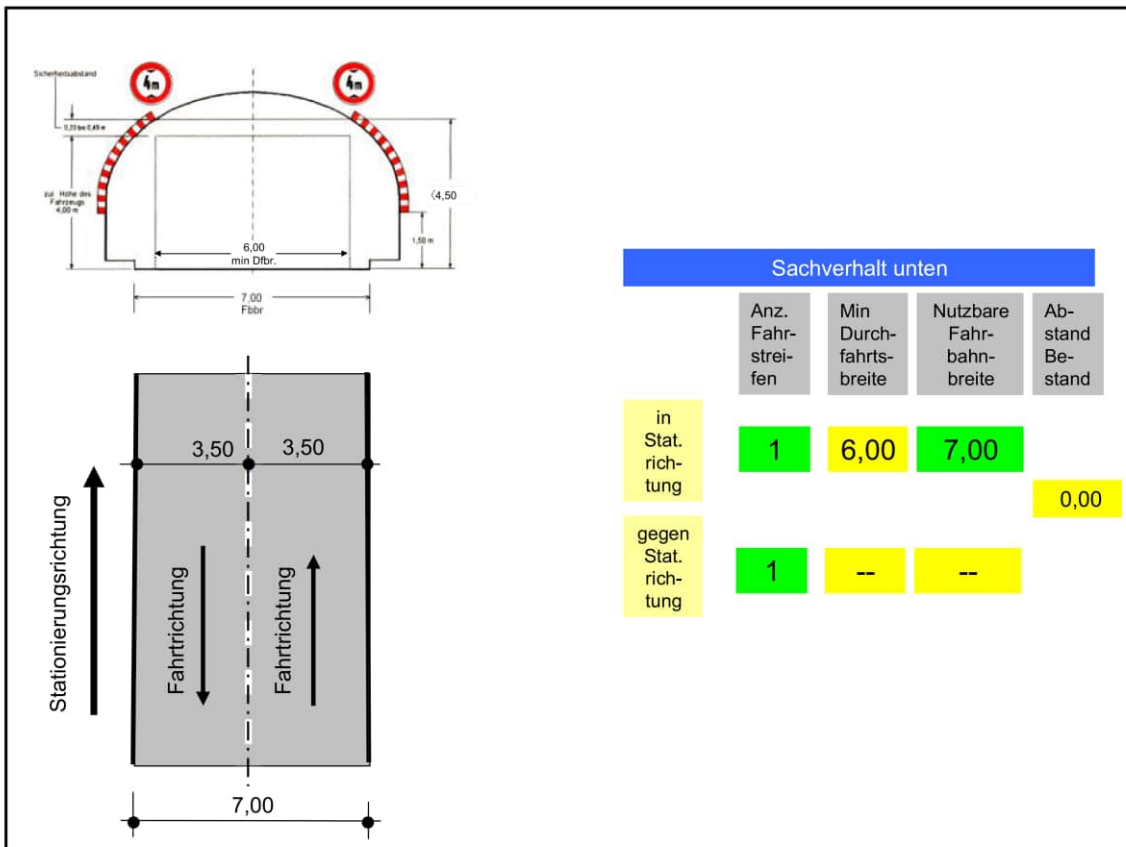 4m
4m
Sicherheitsabstand
0,20 bis 0,49 m
zul. Höhe des
Fahrzeugs
4,00 m
<4,50
1,50 m
6,00
min Dfbr.
7,00
Fbbr
3,50
3,50
Stationierungsrichtung
Fahrtrichtung
Fahrtrichtung
7,00
Sachverhalt unten
Anz.
Fahr-
strei-
fen
Min
Durch-
fahrts-
breite
Nutzbare
Fahr-
bahn-
breite
Ab-
stand
Be-
stand
in
Stat.
rich-
tung
1
6,00
7,00
0,00
gegen
Stat.
rich-
tung
1
--
--